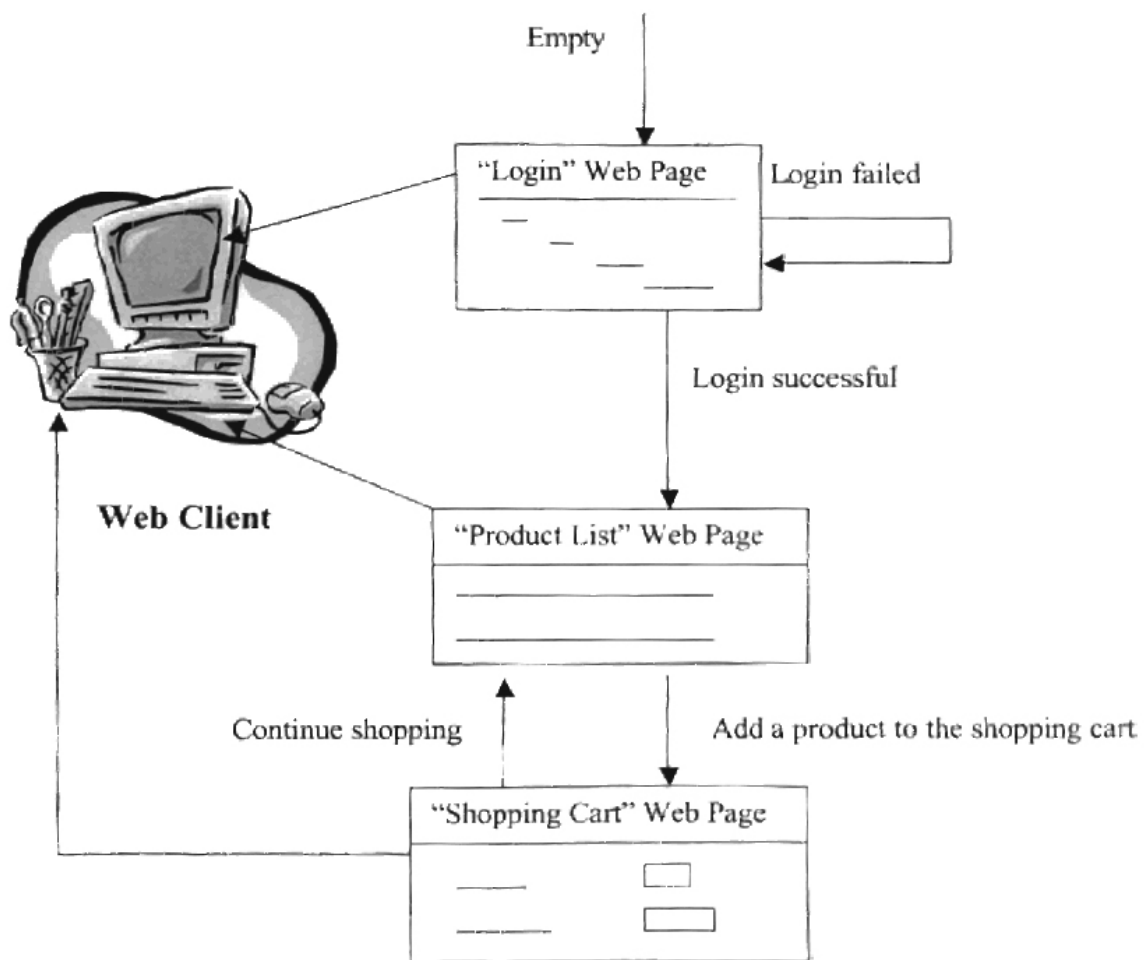 Empty
“Login” Web Page
Login failed
Login successful
Web Client
“Product List” Web Page
Continue shopping
Add a product to the shopping cart
“Shopping Cart” Web Page